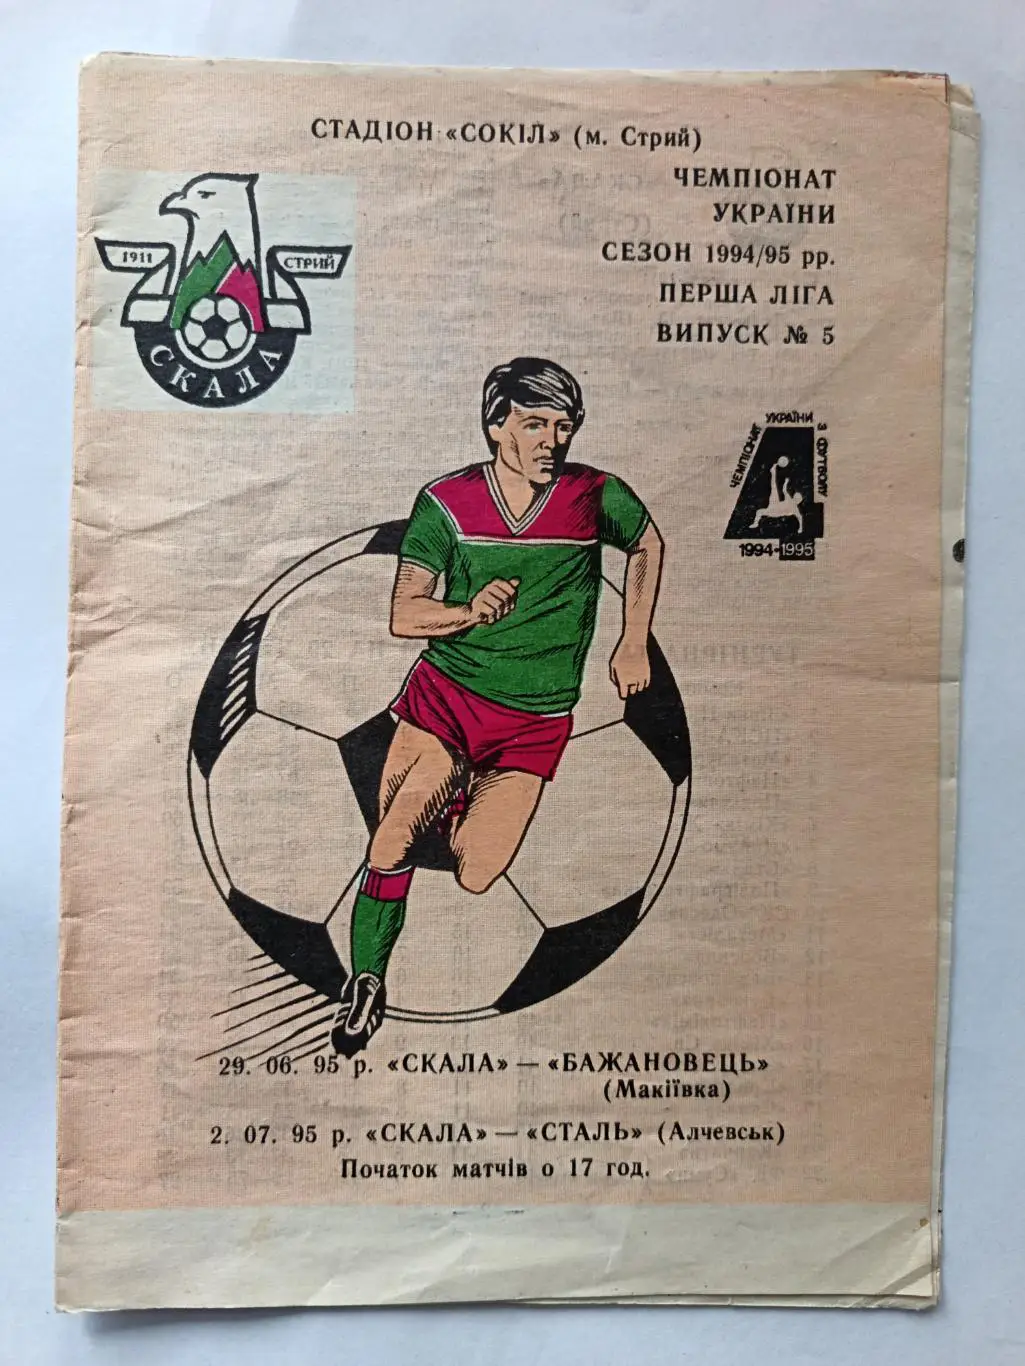 СТАДІОН «СОКІЛ» (м. Стрий)
ЧЕМПІОНАТ
УКРАЇНИ
СЕЗОН 1994/95 рр.
ПЕРША ЛІГА
ВИПУСК № 5
1911
СТРИЙ
СКАЛА
ЧЕМПІОНАТ УКРАЇНИ З ФУТБОЛУ
1994-1995
29. 06. 95 р. «СКАЛА» — «БАЖАНОВЕЦЬ»
(Макіївка)
2. 07. 95 р. «СКАЛА» — «СТАЛЬ» (Алчевськ)
Початок матчів о 17 год.